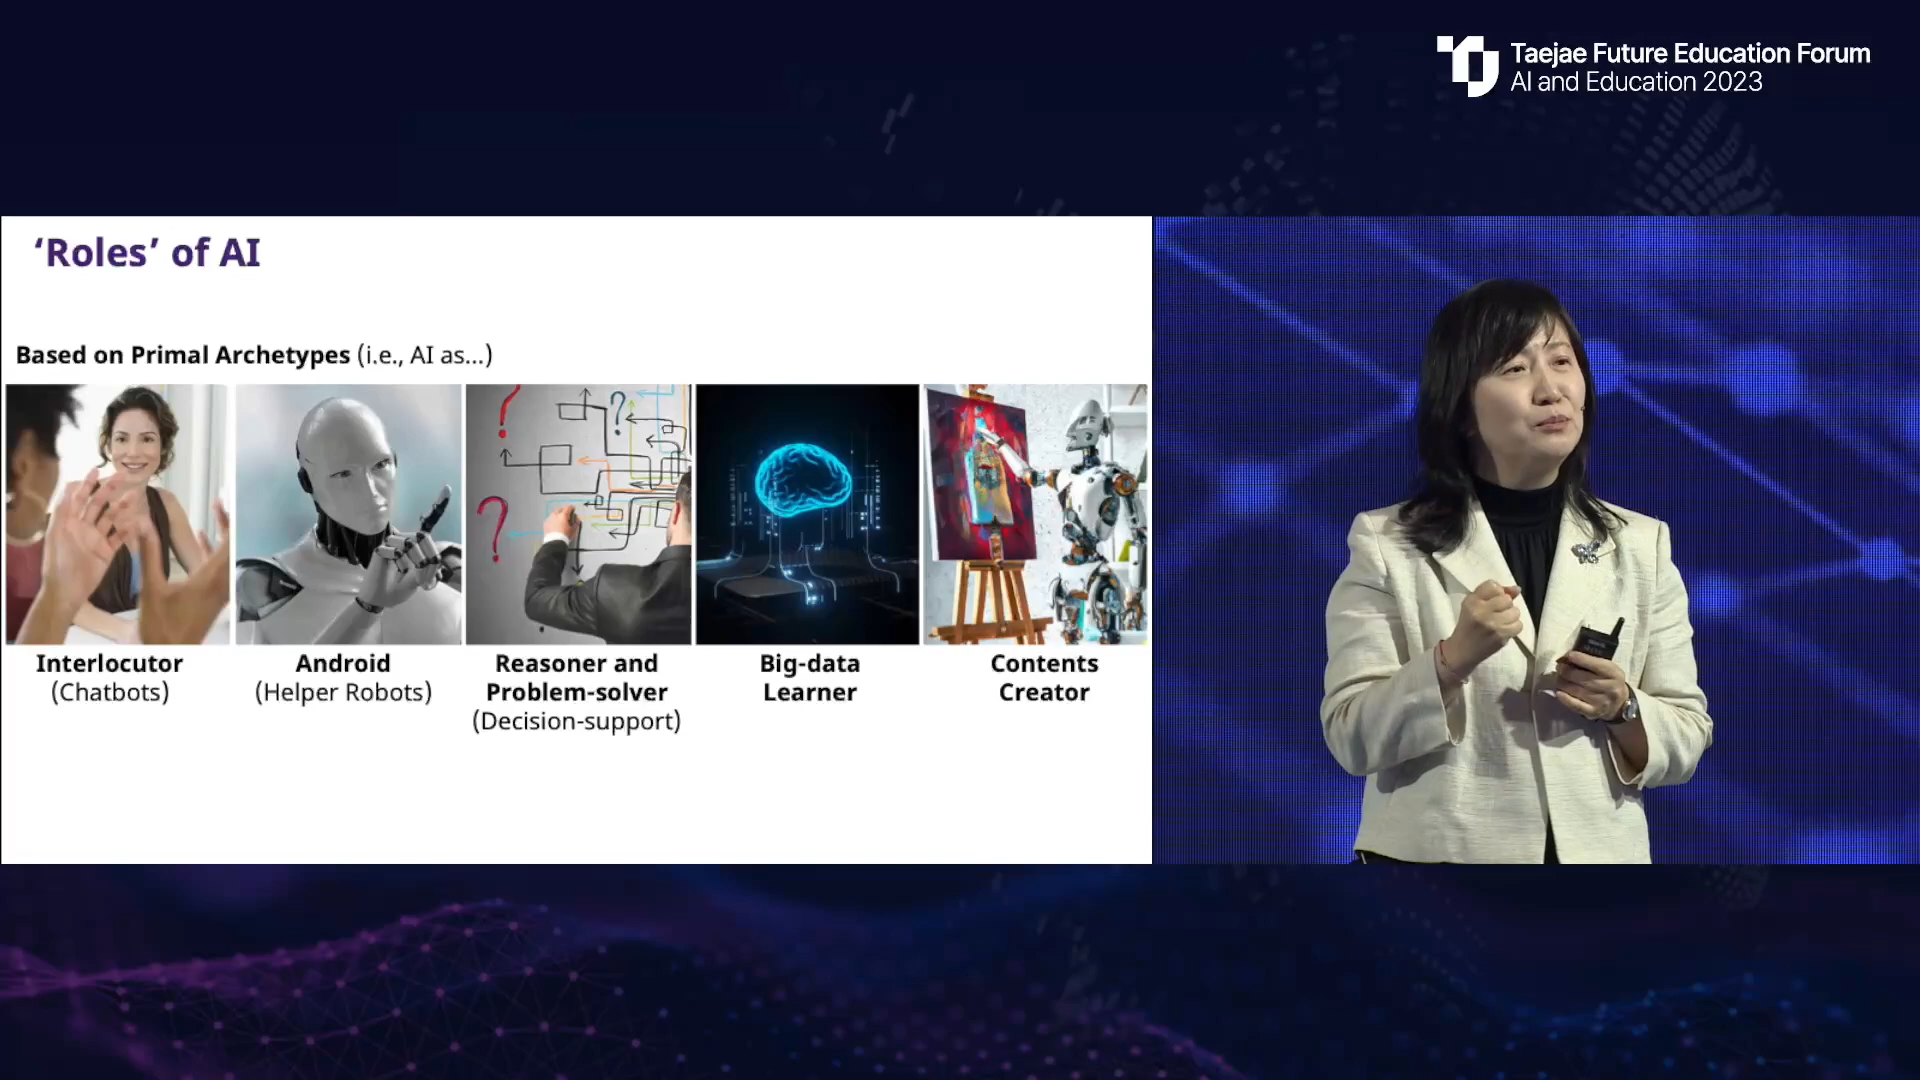 Taejae Future Education Forum
AI and Education 2023
‘Roles’ of AI
Based on Primal Archetypes (i.e., AI as...)
Interlocutor
(Chatbots)
Android
(Helper Robots)
Reasoner and
Problem-solver
(Decision-support)
Big-data
Learner
Contents
Creator